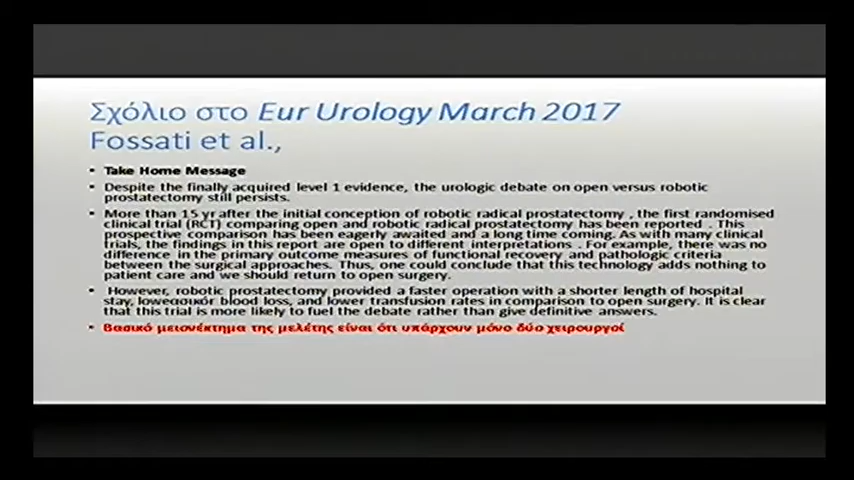 Σχόλιο στο Eur Urology March 2017
Fossati et al.,
• Take Home Message
• Despite the finally acquired level 1 evidence, the urologic debate on open versus robotic
prostatectomy still persists.
• More than 15 yr after the initial conception of robotic radical prostatectomy , the first randomised
clinical trial (RCT) comparing open and robotic radical prostatectomy has been reported . This
prospective comparison has been eagerly awaited and a long time coming. As with many clinical
trials, the findings in this report are open to different interpretations . For example, there was no
difference in the primary outcome measures of functional recovery and pathologic criteria
between the surgical approaches. Thus, one could conclude that this technology adds nothing to
patient care and we should return to open surgery.
• However, robotic prostatectomy provided a faster operation with a shorter length of hospital
stay, blood loss, and lower transfusion rates in comparison to open surgery. It is clear
that this trial is more likely to fuel the debate rather than give definitive answers.
• Βασικό μειονέκτημα της μελέτης είναι ότι υπάρχουν μόνο δύο χειρουργοί